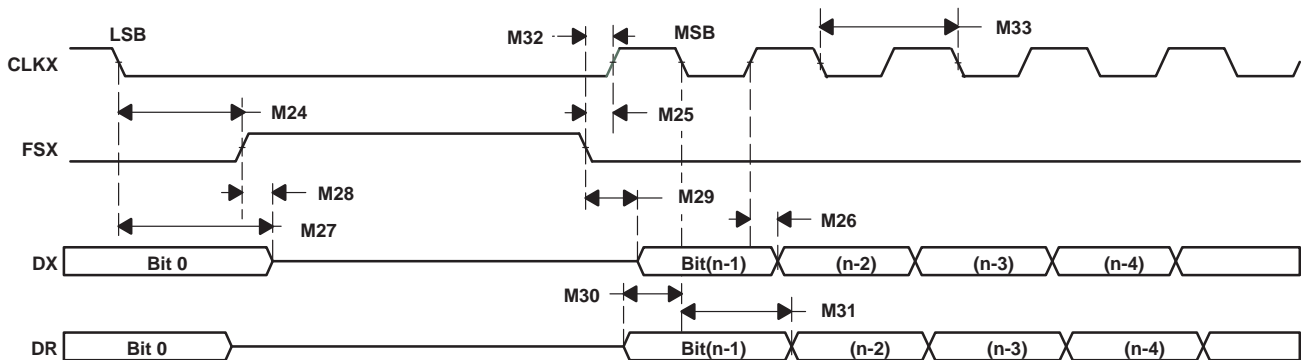 LSB
M32
MSB
M33
CLKX
M24
M25
FSX
M28
M29
M27
M26
DX
Bit 0
Bit(n-1)
(n-2)
(n-3)
(n-4)
M30
M31
DR
Bit 0
Bit(n-1)
(n-2)
(n-3)
(n-4)